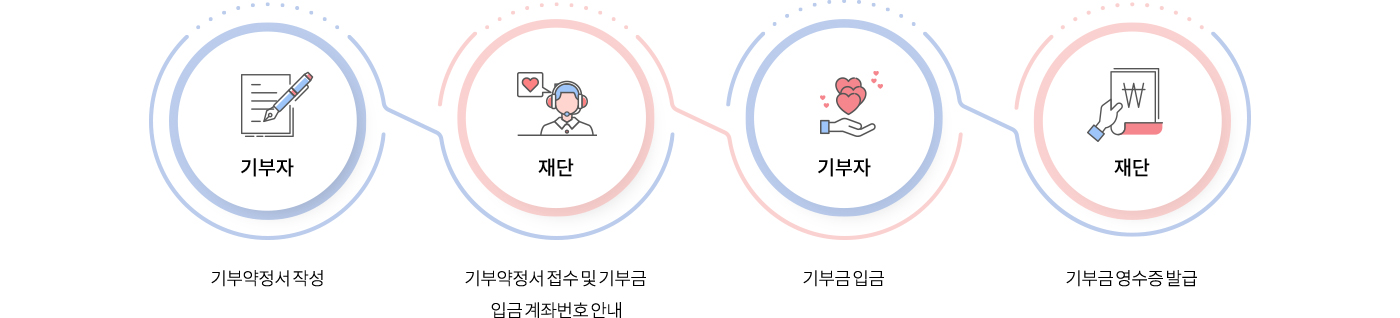 기부자
재단
기부자
재단
기부약정서 작성
기부약정서 접수 및 기부금
입금 계좌번호 안내
기부금 입금
기부금 영수증 발급